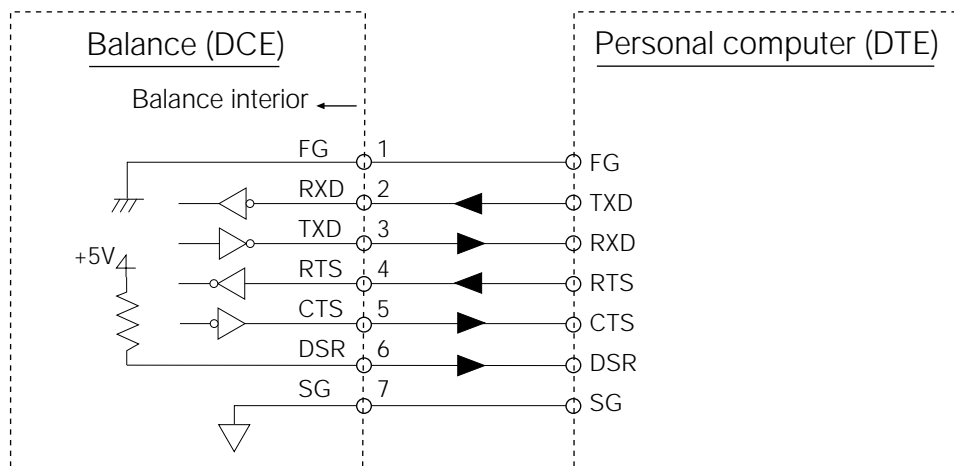 Balance (DCE)
Personal computer (DTE)
Balance interior
FG 1 FG
RXD 2 TXD
TXD 3 RXD
+5V
RTS 4 RTS
CTS 5 CTS
DSR 6 DSR
SG 7 SG